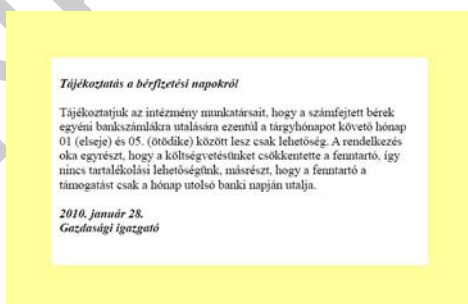 Tájékoztatás a bérfizetési napokról
Tájékoztatjuk az intézmény munkatársait, hogy a számfejtett bérek
egyéni bankszámlákra utalására ezentúl a tárgyhónapot követő hónap
01 (elseje) és 05. (ötödike) között lesz csak lehetőség. A rendelkezés
oka egyrészt, hogy a költségvetésünket csökkentette a fenntartó, így
nincs tartalékolási lehetőségünk, másrészt, hogy a fenntartó a
támogatást csak a hónap utolsó banki napján utalja.
2010. január 28.
Gazdasági igazgató